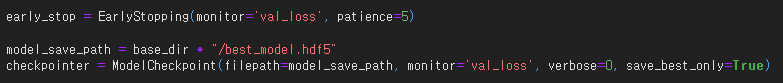 early_stop = EarlyStopping(monitor='val_loss', patience=5)
model_save_path = base_dir + "/best_model.hdf5"
checkpointer = ModelCheckpoint(filepath=model_save_path, monitor='val_loss', verbose=0, save_best_only=True)